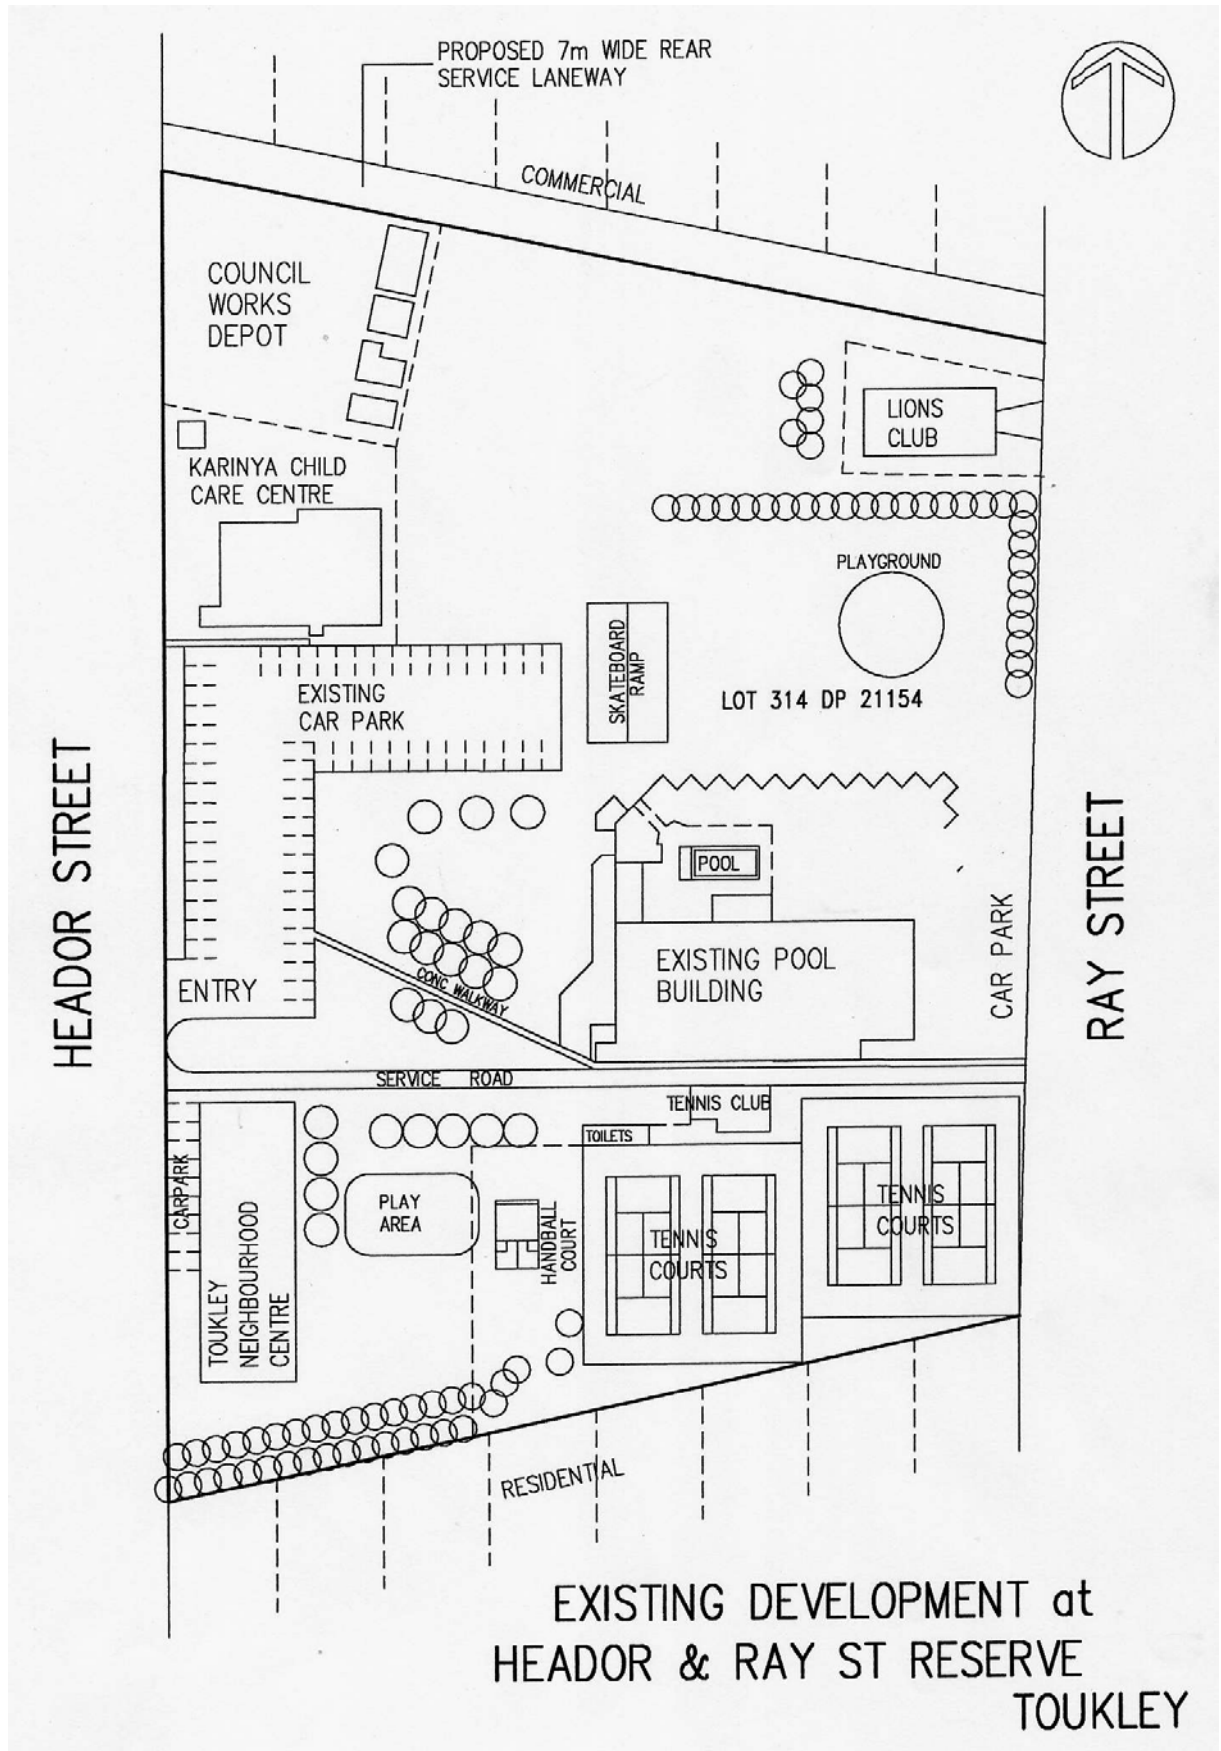 PROPOSED 7m WIDE REAR
SERVICE LANEWAY
COMMERCIAL
COUNCIL
WORKS
DEPOT
LIONS
CLUB
KARINYA CHILD
CARE CENTRE
PLAYGROUND
SKATEBOARD
RAMP
EXISTING
CAR PARK
LOT 314 DP 21154
HEADOR STREET
RAY STREET
POOL
CAR PARK
EXISTING POOL
BUILDING
CONC WALKWAY
ENTRY
SERVICE ROAD
TENNIS CLUB
TOILETS
CARPARK
PLAY
AREA
HANDBALL
COURT
TENNIS
COURTS
TENNIS
COURTS
TOUKLEY
NEIGHBOURHOOD
CENTRE
RESIDENTIAL
EXISTING DEVELOPMENT at
HEADOR & RAY ST RESERVE
TOUKLEY